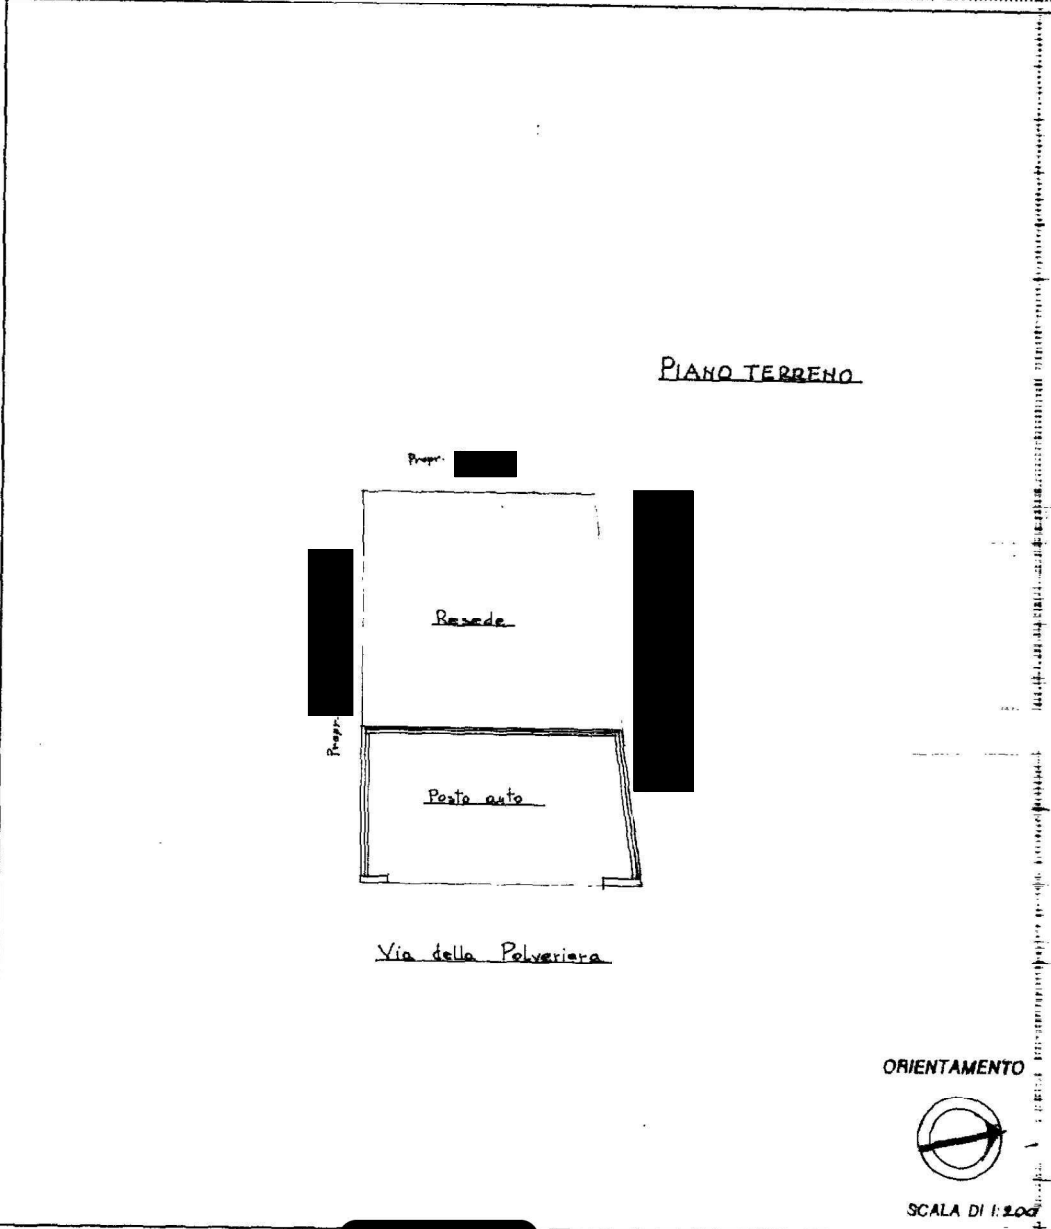 PIANO TERRENO
Propr.
Resede
Propr.
Posto auto
Via della Polveriera
ORIENTAMENTO
SCALA DI 1:200